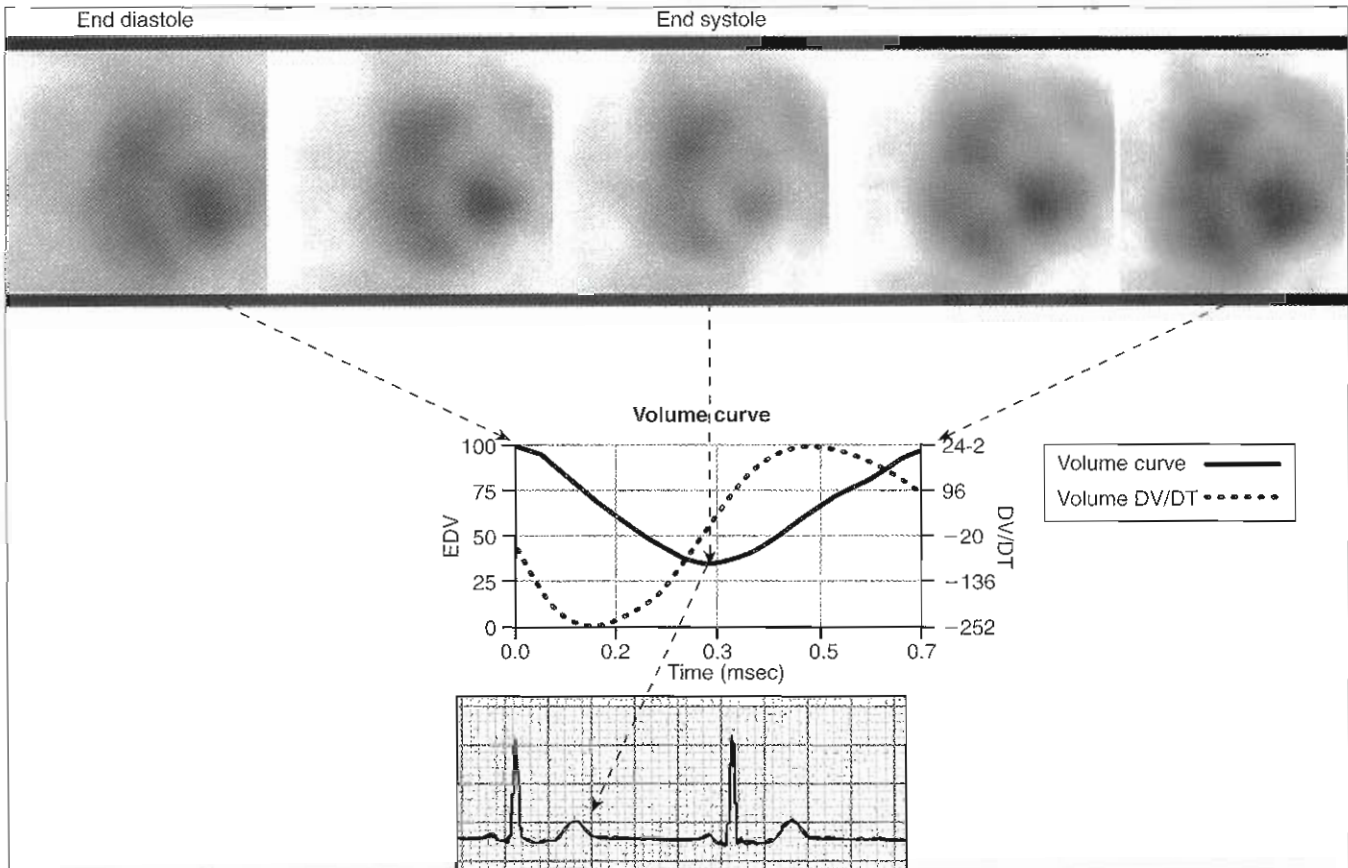 End diastole
End systole
Volume curve
100
75
50
25
0
EDV
24-2
96
-20
-136
-252
DV/DT
0.0
0.2
0.3
0.5
0.7
Time (msec)
Volume curve
Volume DV/DT